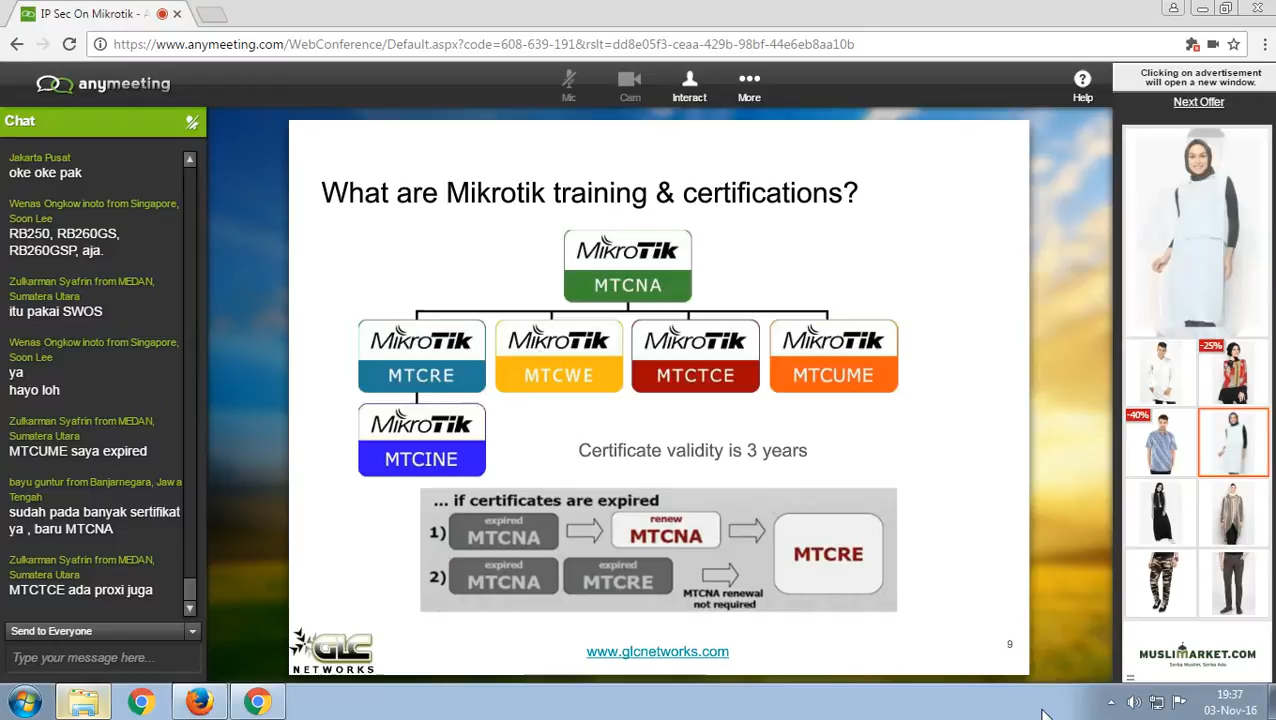 IP Sec On Mikrotik - A
https://www.anymeeting.com/WebConference/Default.aspx?code=608-639-191&rslt=dd8e05f3-ceaa-429b-98bf-44e6eb8aa10b
anymeeting
Mic
Cam
Interact
More
Help
Clicking on advertisement
will open a new window.
Next Offer
Chat
Jakarta Pusat
oke oke pak
Wenas Ongkowinoto from Singapore,
Soon Lee
RB250, RB260GS,
RB260GSP, aja.
Zulkarman Syafrin from MEDAN,
Sumatera Utara
itu pakai SWOS
Wenas Ongkowinoto from Singapore,
Soon Lee
ya
hayo loh
Zulkarman Syafrin from MEDAN,
Sumatera Utara
MTCUME saya expired
bayu guntur from Banjarnegara, Jawa
Tengah
sudah pada banyak sertifikat
ya , baru MTCNA
Zulkarman Syafrin from MEDAN,
Sumatera Utara
MTCTCE ada proxi juga
Send to Everyone
Type your message here...
What are Mikrotik training & certifications?
MikroTik
MTCNA
MikroTik
MTCRE
MikroTik
MTCWE
MikroTik
MTCTCE
MikroTik
MTCUME
MikroTik
MTCINE
Certificate validity is 3 years
... if certificates are expired
1)
expired
MTCNA
renew
MTCNA
MTCRE
2)
expired
MTCNA
expired
MTCRE
MTCNA renewal
not required
GLC
NETWORKS
www.glcnetworks.com
9
-25%
-40%
MUSLIMARKET.COM
Serba Muslim, Serba Ada
19:37
03-Nov-16